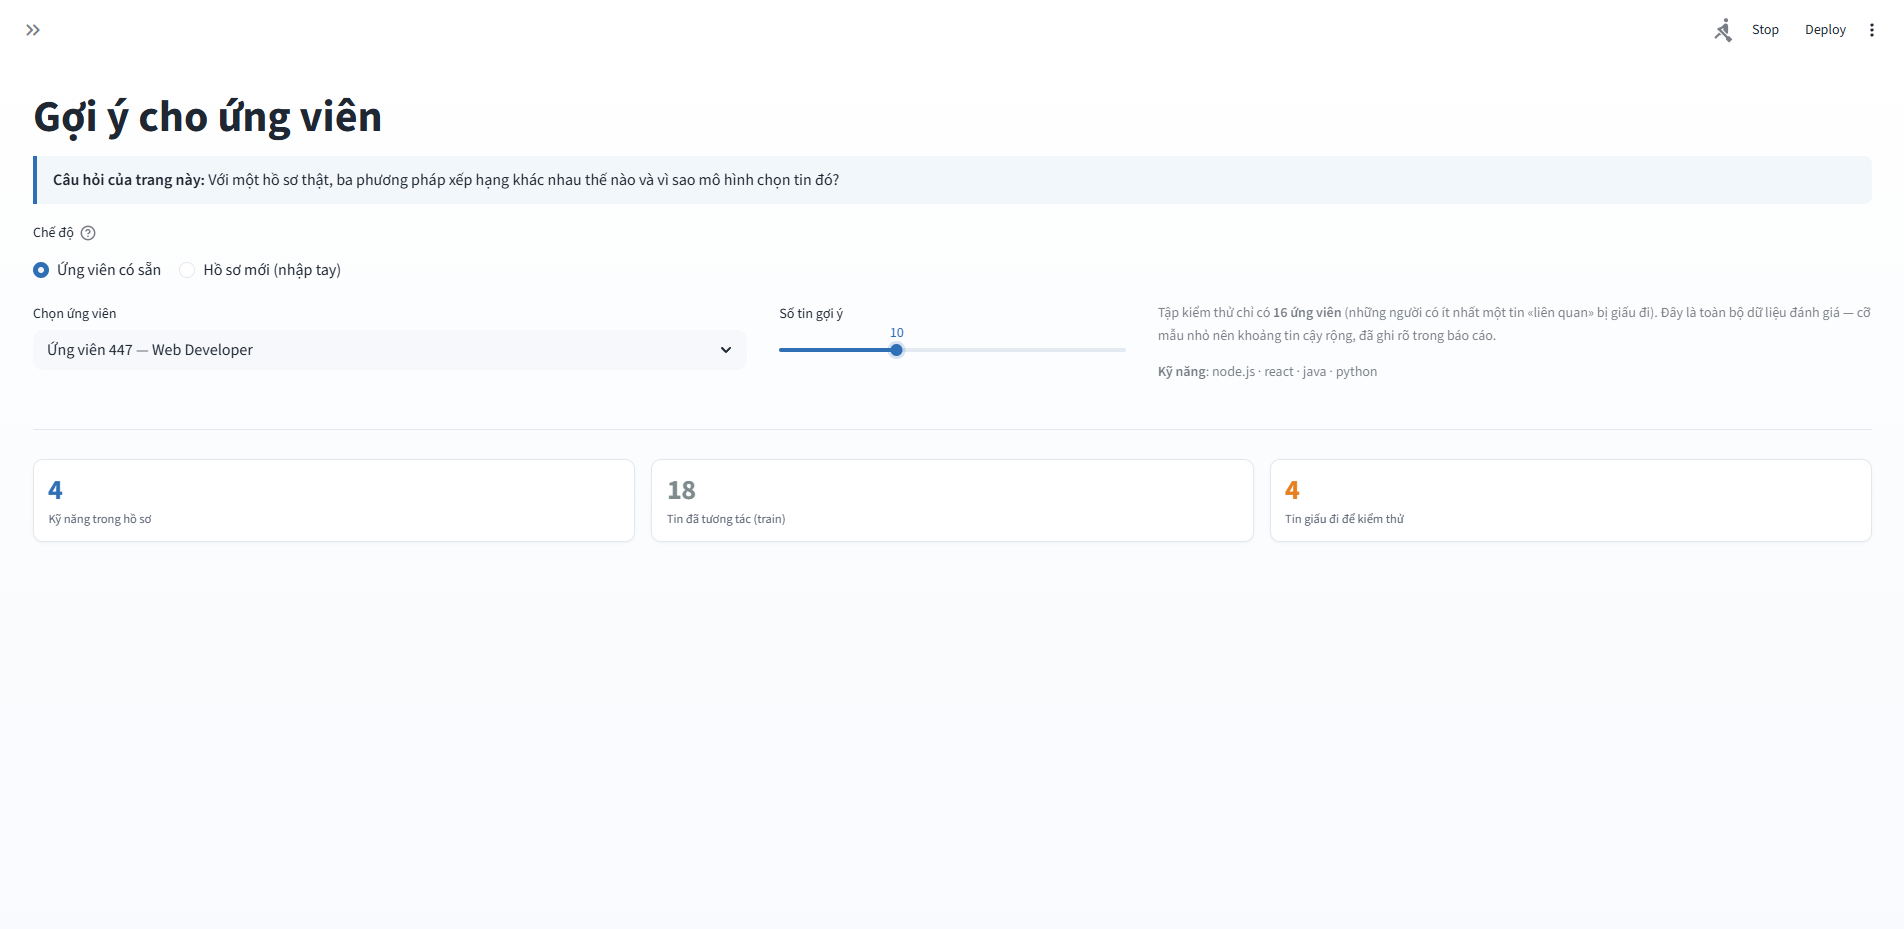 Stop
Deploy
Gợi ý cho ứng viên
Câu hỏi của trang này: Với một hồ sơ thật, ba phương pháp xếp hạng khác nhau thế nào và vì sao mô hình chọn tin đó?
Chế độ
Ứng viên có sẵn
Hồ sơ mới (nhập tay)
Chọn ứng viên
Ứng viên 447 — Web Developer
Số tin gợi ý
10
Tập kiểm thử chỉ có 16 ứng viên (những người có ít nhất một tin «liên quan» bị giấu đi). Đây là toàn bộ dữ liệu đánh giá — cỡ
mẫu nhỏ nên khoảng tin cậy rộng, đã ghi rõ trong báo cáo.
Kỹ năng: node.js · react · java · python
4
Kỹ năng trong hồ sơ
18
Tin đã tương tác (train)
4
Tin giấu đi để kiểm thử